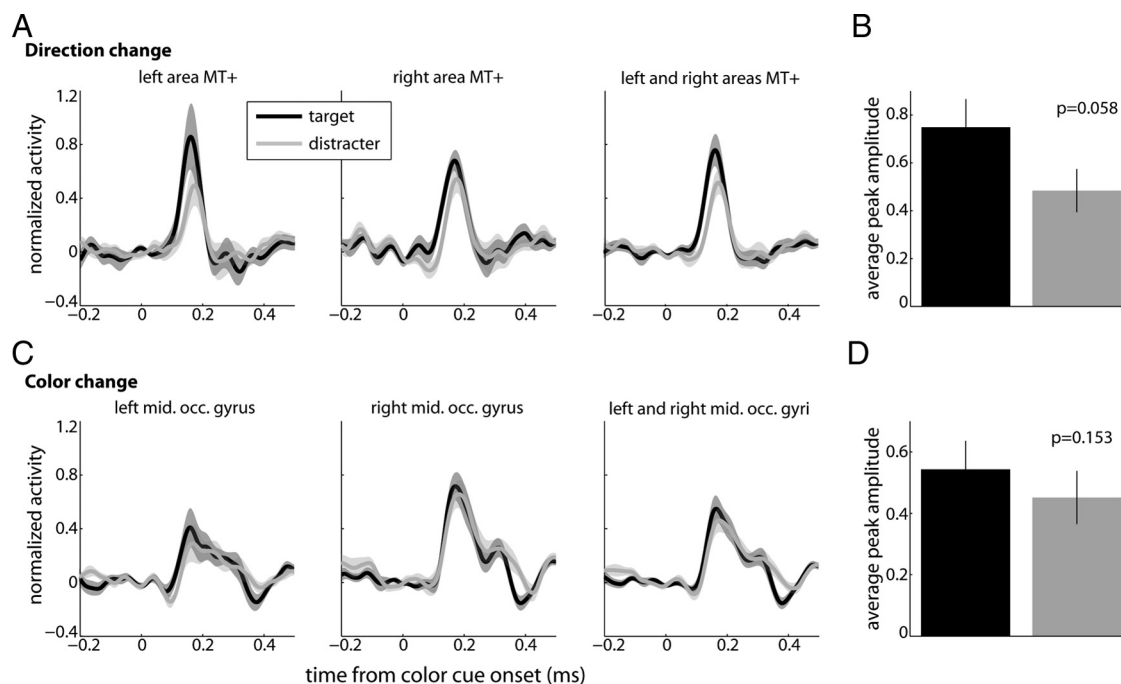 A
Direction change
left area MT+
right area MT+
left and right areas MT+
target
distracter
normalized activity
1.2
0.8
0.4
0
−0.4
−0.2 0 0.2 0.4
−0.2 0 0.2 0.4
−0.2 0 0.2 0.4
B
p=0.058
average peak amplitude
0.8
0.6
0.4
0.2
0
C
Color change
left mid. occ. gyrus
right mid. occ. gyrus
left and right mid. occ. gyri
normalized activity
1.2
0.8
0.4
0
−0.4
−0.2 0 0.2 0.4
−0.2 0 0.2 0.4
−0.2 0 0.2 0.4
time from color cue onset (ms)
D
p=0.153
average peak amplitude
0.6
0.4
0.2
0